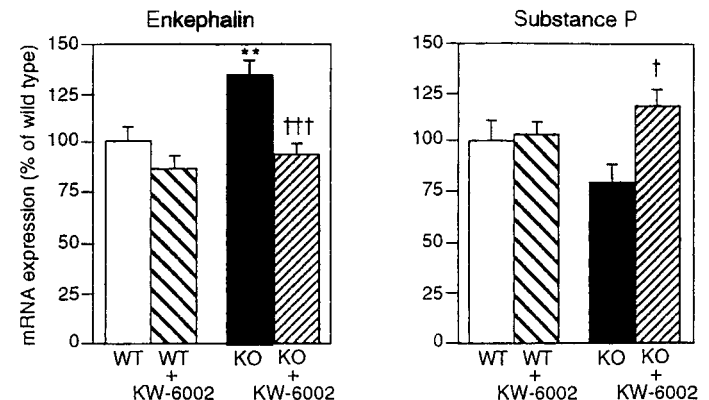 Enkephalin
Substance P
mRNA expression (% of wild type)
150
125
100
75
50
25
0
**
†††
WT WT KO KO
+ +
KW-6002 KW-6002
150
125
100
75
50
25
0
†
WT WT KO KO
+ +
KW-6002 KW-6002